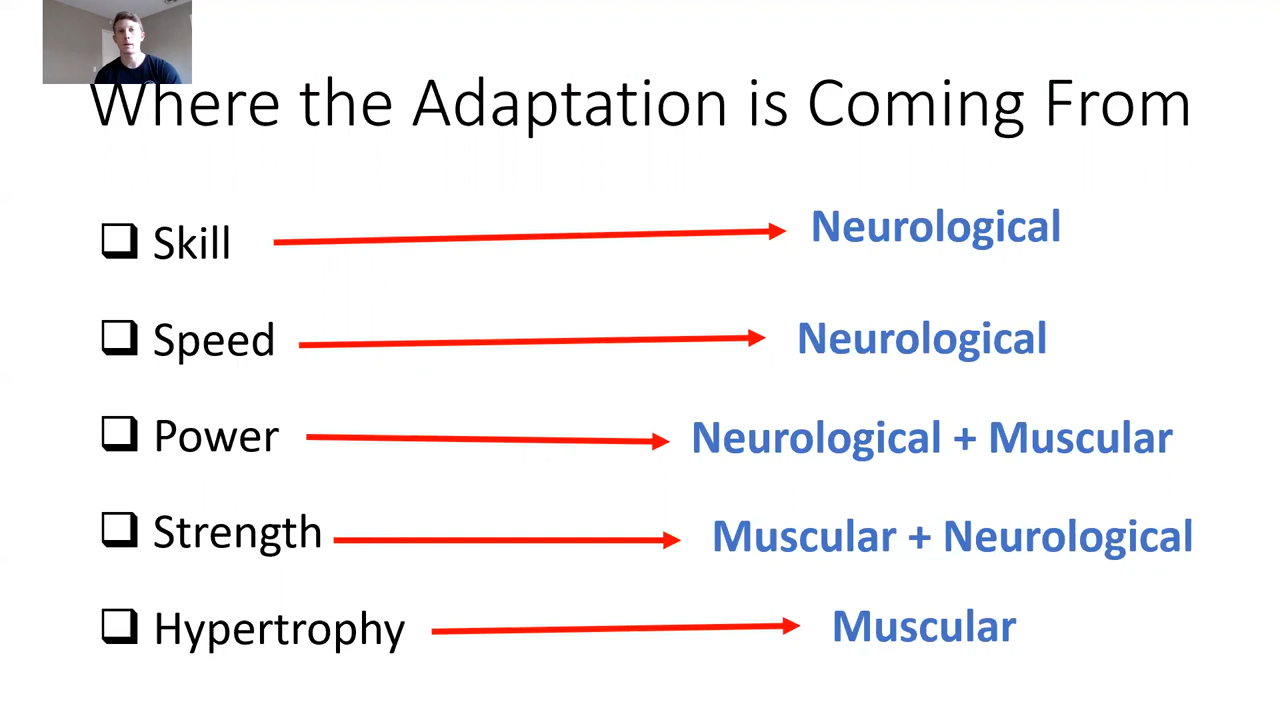 Where the Adaptation is Coming From
Skill Neurological
Speed Neurological
Power Neurological + Muscular
Strength Muscular + Neurological
Hypertrophy Muscular